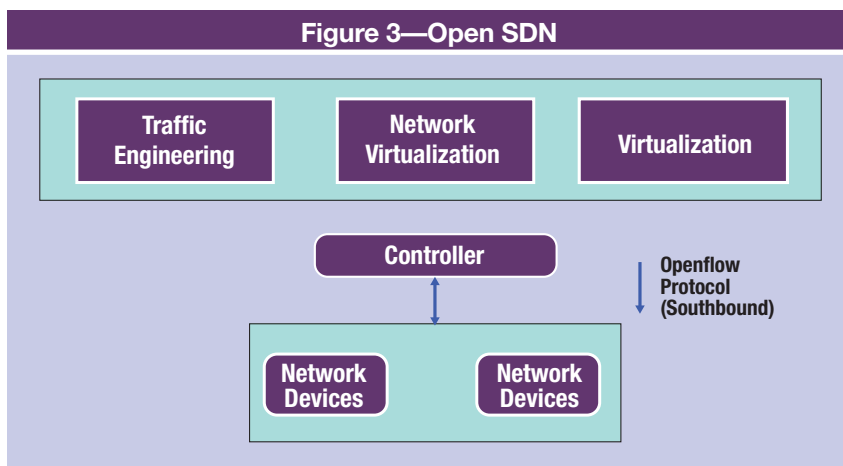 Figure 3—Open SDN
Traffic
Engineering
Network
Virtualization
Virtualization
Controller
Openflow
Protocol
(Southbound)
Network
Devices
Network
Devices